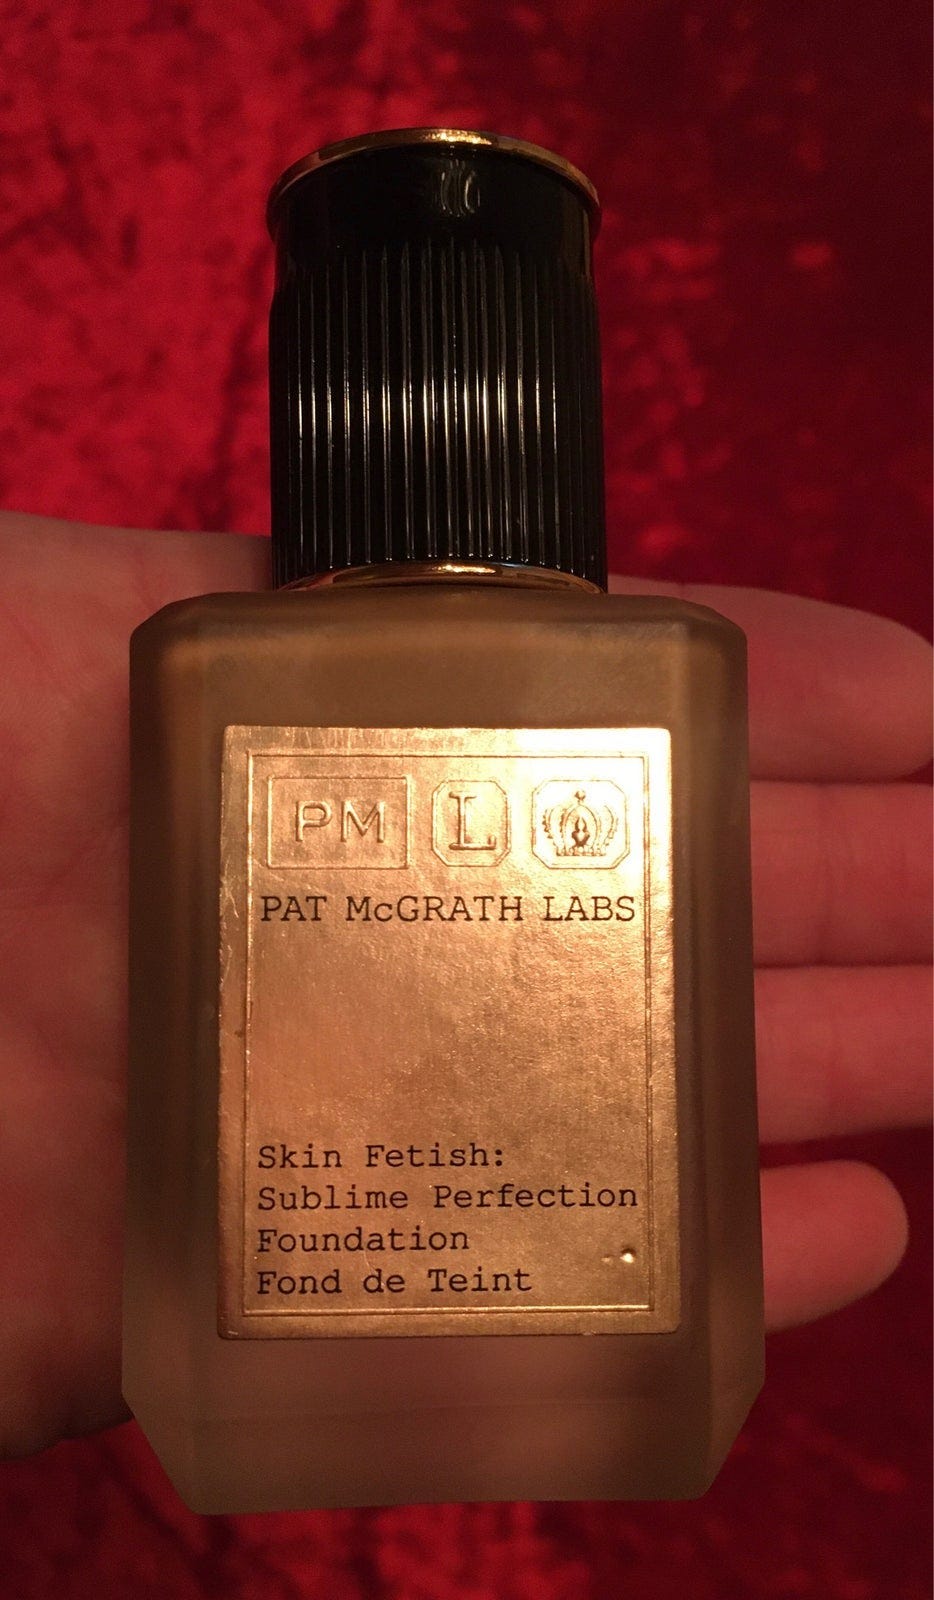 PM L
PAT McGRATH LABS
Skin Fetish:
Sublime Perfection
Foundation
Fond de Teint